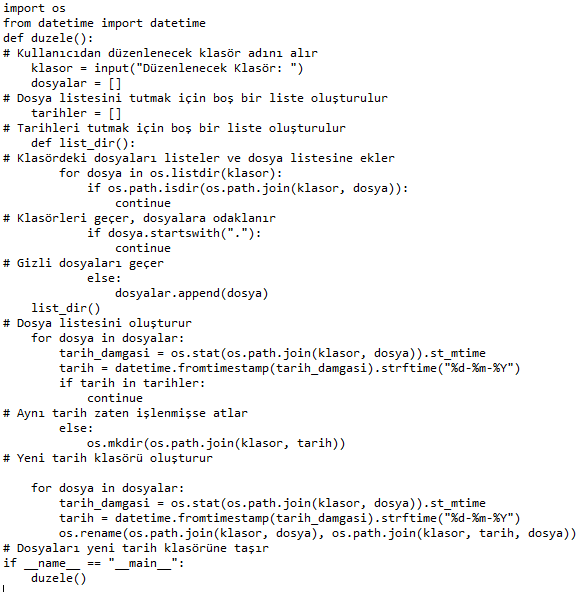 import os
from datetime import datetime
def duzele():
# Kullanıcıdan düzenlenecek klasör adını alır
    klasor = input("Düzenlenecek Klasör: ")
    dosyalar = []
# Dosya listesini tutmak için boş bir liste oluşturulur
    tarihler = []
# Tarihleri tutmak için boş bir liste oluşturulur
    def list_dir():
# Klasördeki dosyaları listeler ve dosya listesine ekler
        for dosya in os.listdir(klasor):
            if os.path.isdir(os.path.join(klasor, dosya)):
                continue
# Klasörleri geçer, dosyalara odaklanır
            if dosya.startswith("."):
                continue
# Gizli dosyaları geçer
            else:
                dosyalar.append(dosya)
    list_dir()
# Dosya listesini oluşturur
    for dosya in dosyalar:
        tarih_damgasi = os.stat(os.path.join(klasor, dosya)).st_mtime
        tarih = datetime.fromtimestamp(tarih_damgasi).strftime("%d-%m-%Y")
        if tarih in tarihler:
            continue
# Aynı tarih zaten işlenmişse atlar
        else:
            os.mkdir(os.path.join(klasor, tarih))
# Yeni tarih klasörü oluşturur

    for dosya in dosyalar:
        tarih_damgasi = os.stat(os.path.join(klasor, dosya)).st_mtime
        tarih = datetime.fromtimestamp(tarih_damgasi).strftime("%d-%m-%Y")
        os.rename(os.path.join(klasor, dosya), os.path.join(klasor, tarih, dosya))
# Dosyaları yeni tarih klasörüne taşır
if __name__ == "__main__":
    duzele()